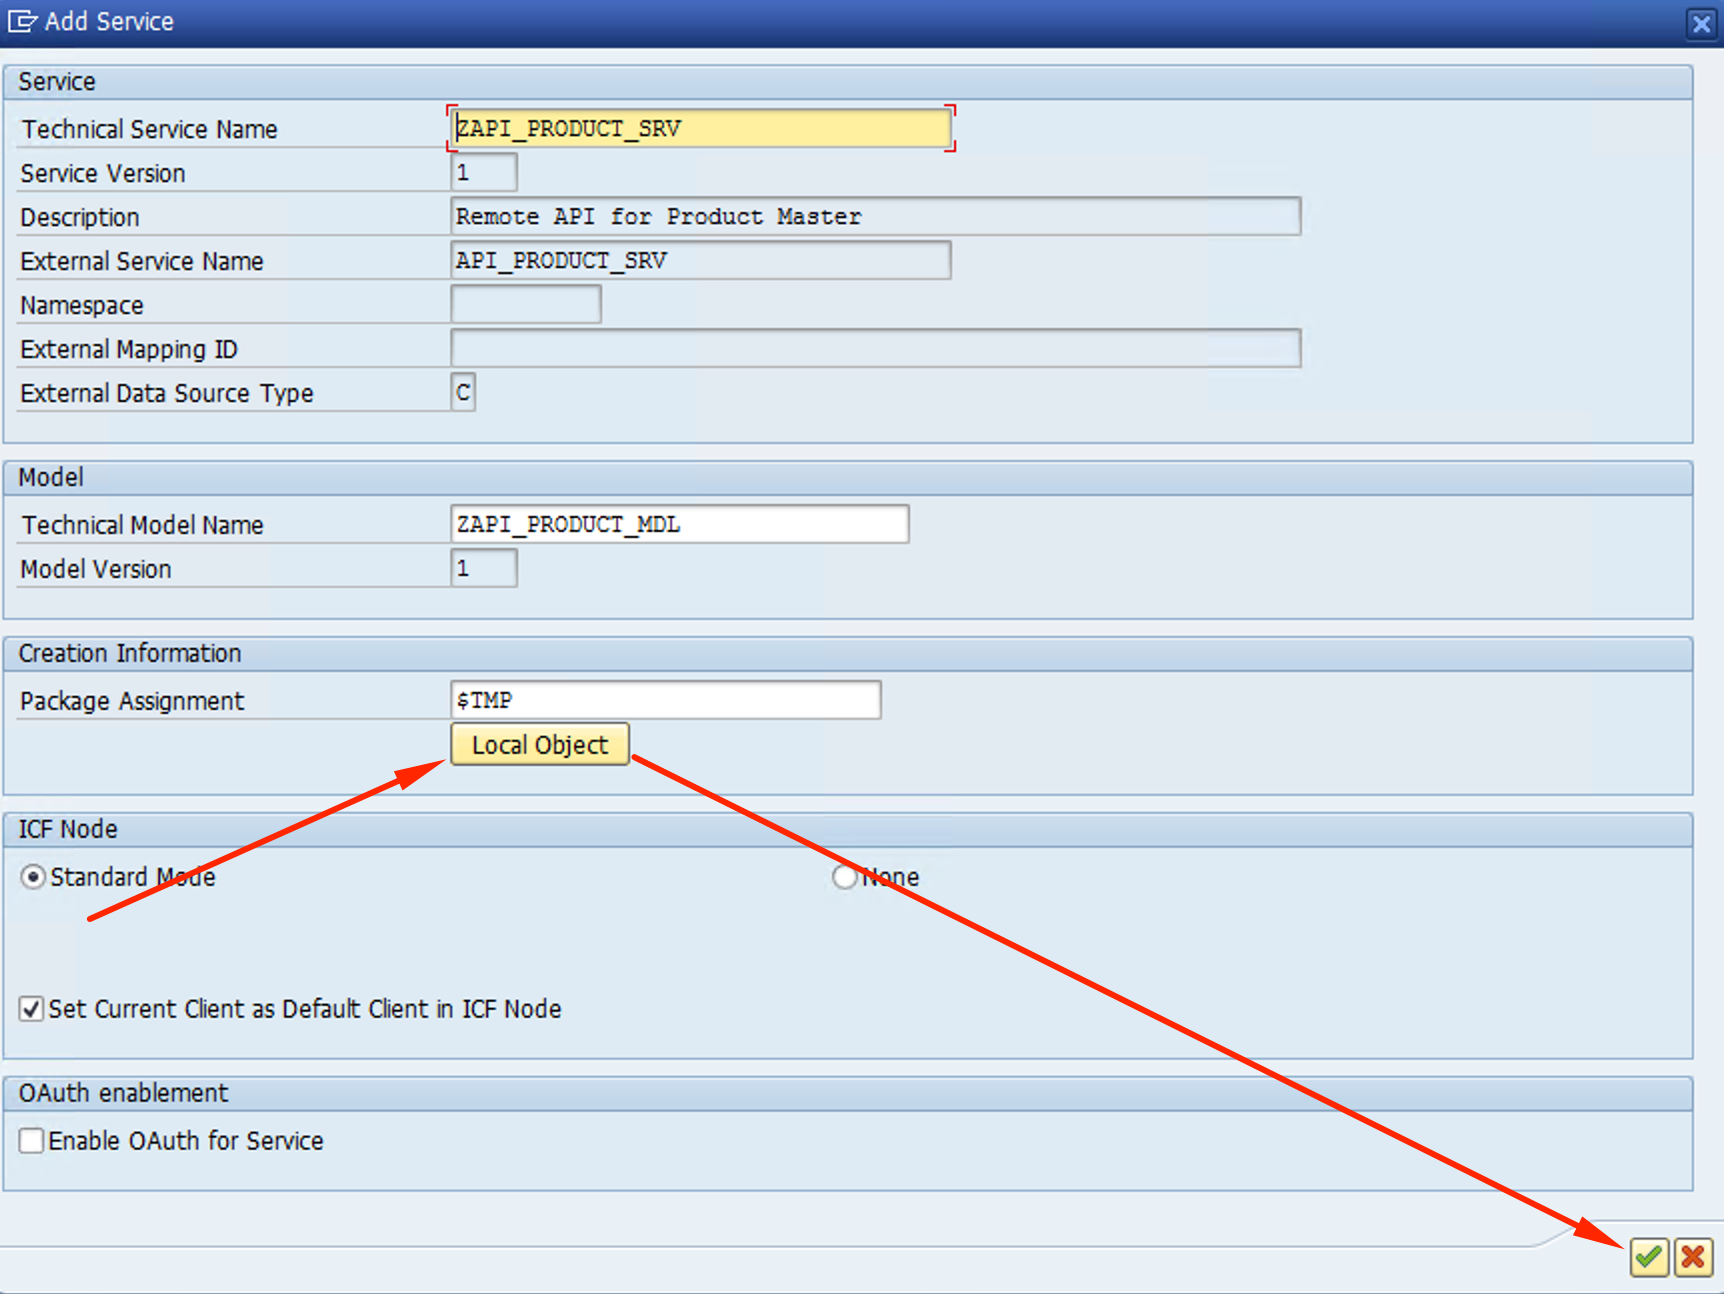 Add Service
Service
Technical Service Name ZAPI_PRODUCT_SRV
Service Version 1
Description Remote API for Product Master
External Service Name API_PRODUCT_SRV
Namespace
External Mapping ID
External Data Source Type C
Model
Technical Model Name ZAPI_PRODUCT_MDL
Model Version 1
Creation Information
Package Assignment $TMP
Local Object
ICF Node
Standard Mode None
Set Current Client as Default Client in ICF Node
OAuth enablement
Enable OAuth for Service